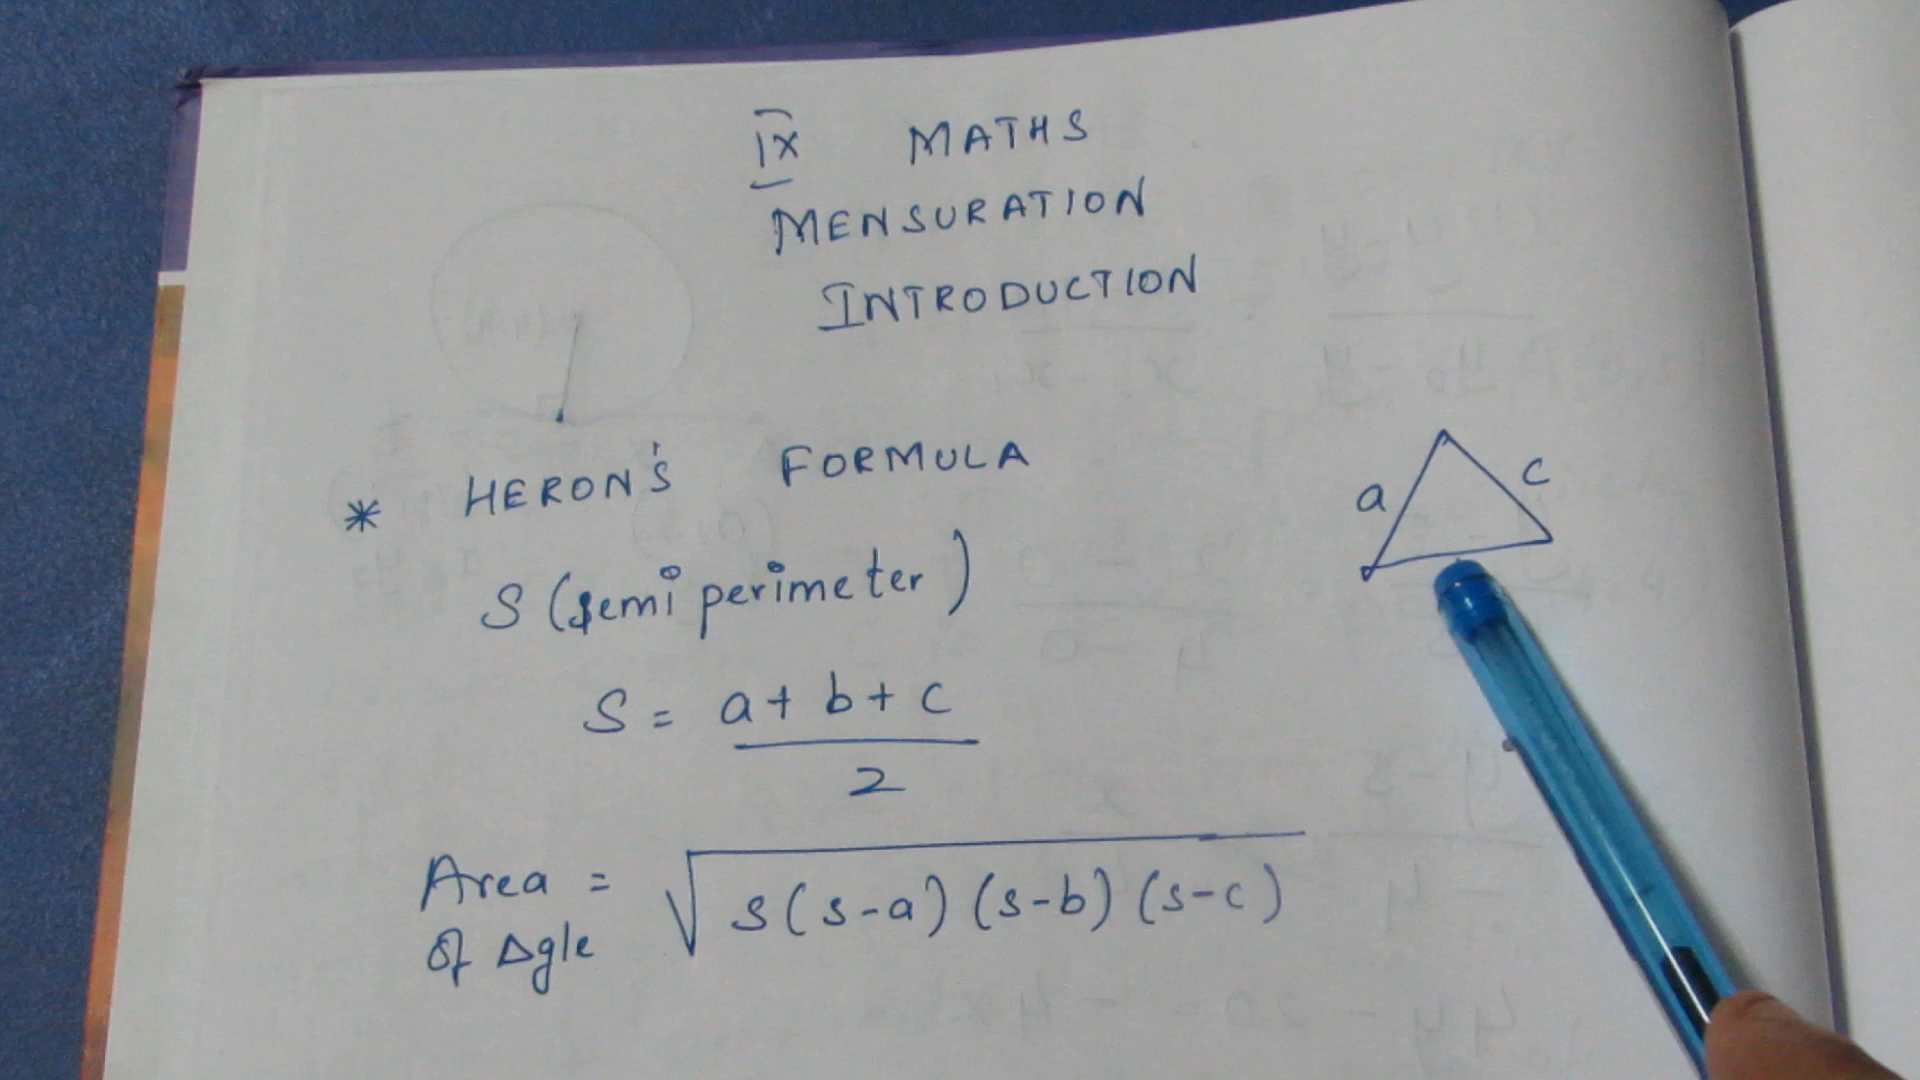 IX MATHS
MENSURATION
INTRODUCTION
* HERON'S FORMULA
a
c
S (semi perimeter)
S = a + b + c
2
Area = √s(s-a)(s-b)(s-c)
of Δgle